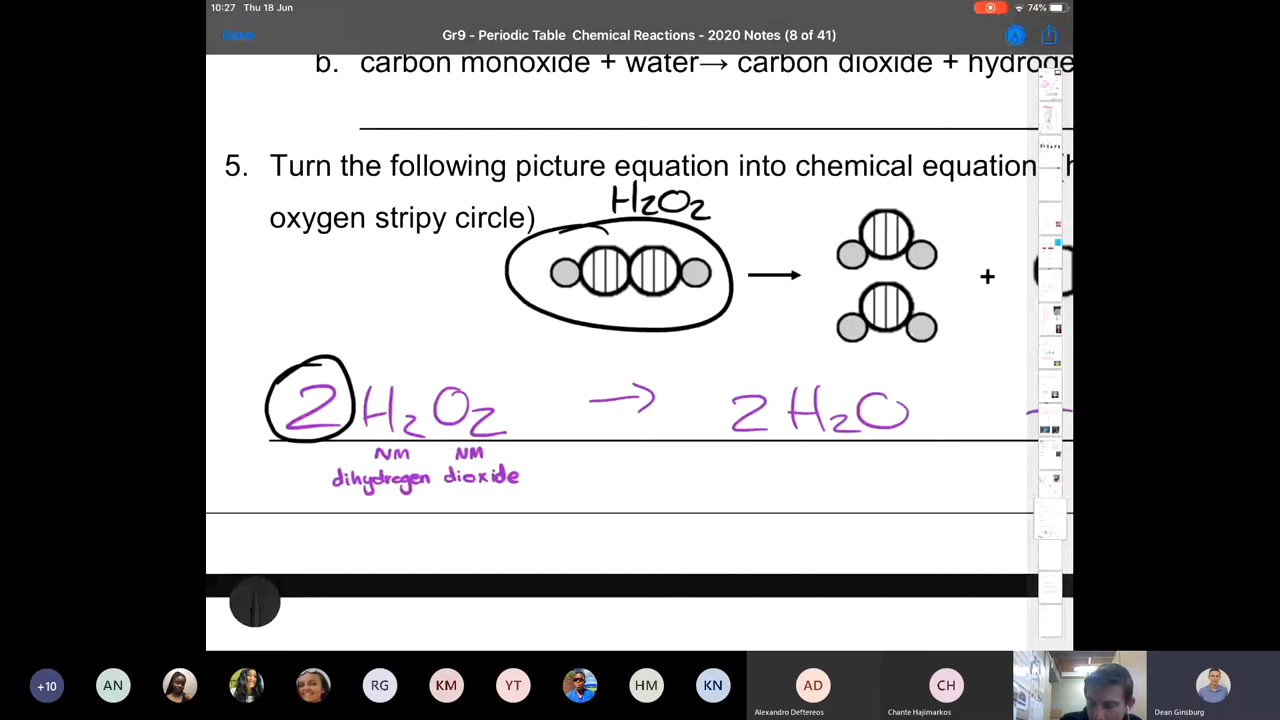 10:27 Thu 18 Jun
74%
Done
Gr9 - Periodic Table Chemical Reactions - 2020 Notes (8 of 41)
b. carbon monoxide + water→ carbon dioxide + hydroge
5. Turn the following picture equation into chemical equation
oxygen stripy circle)
H2O2
+
2 H2O2 → 2 H2O
NM NM
dihydrogen dioxide
+10 AN RG KM YT HM KN AD CH
Alexandro Deftereos Chante Hajimarkos Dean Ginsburg